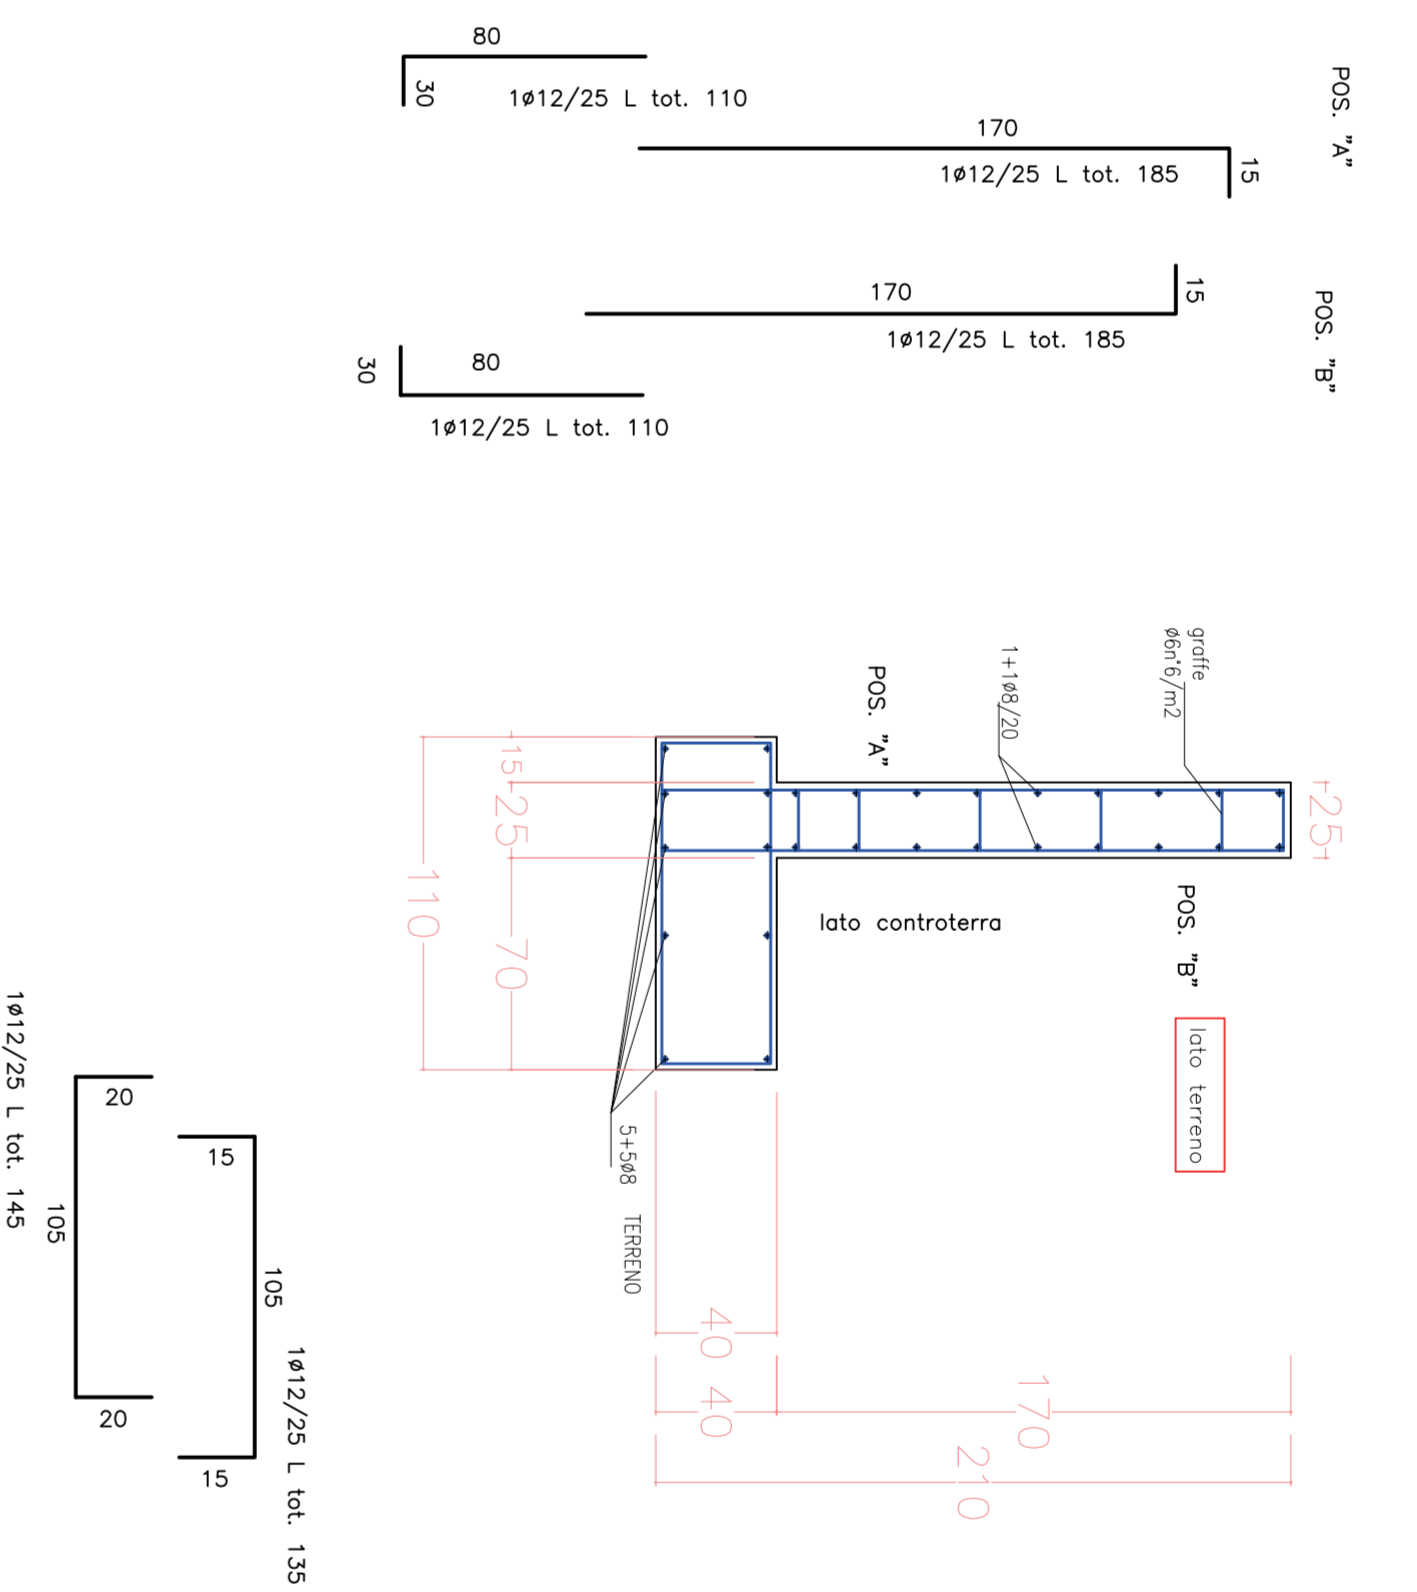 80
30
1ø12/25 L tot. 110
170
15
1ø12/25 L tot. 185
POS. "A"
170
15
1ø12/25 L tot. 185
POS. "B"
30
80
1ø12/25 L tot. 110
graffe
ø6n°6/m2
1+1ø8/20
POS. "A"
25
15
25
70
110
lato controterra
POS. "B"
lato terreno
5+5ø8 TERRENO
40
40
170
210
20
105
20
1ø12/25 L tot. 145
15
105
15
1ø12/25 L tot. 135